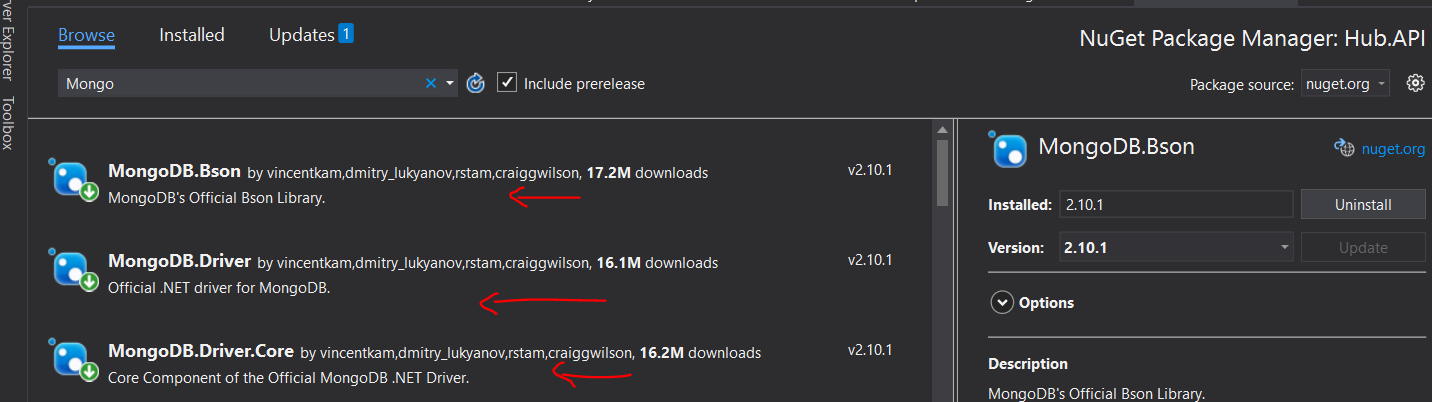 Server Explorer
Toolbox
Browse
Installed
Updates 1
NuGet Package Manager: Hub.API
Mongo
Include prerelease
Package source: nuget.org
MongoDB.Bson by vincentkam,dmitry_lukyanov,rstam,craiggwilson, 17.2M downloads
v2.10.1
MongoDB's Official Bson Library.
MongoDB.Driver by vincentkam,dmitry_lukyanov,rstam,craiggwilson, 16.1M downloads
v2.10.1
Official .NET driver for MongoDB.
MongoDB.Driver.Core by vincentkam,dmitry_lukyanov,rstam,craiggwilson, 16.2M downloads
v2.10.1
Core Component of the Official MongoDB .NET Driver.
MongoDB.Bson
nuget.org
Installed: 2.10.1
Uninstall
Version: 2.10.1
Update
Options
Description
MongoDB's Official Bson Library.